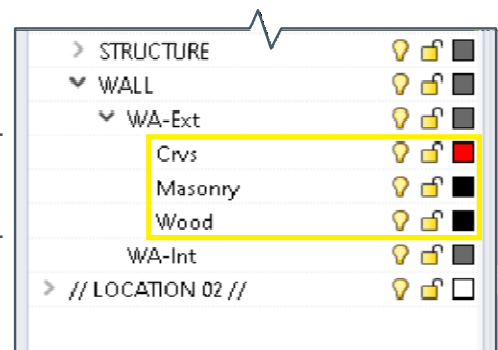 STRUCTURE
WALL
WA-Ext
Crvs
Masonry
Wood
WA-Int
// LOCATION 02 //